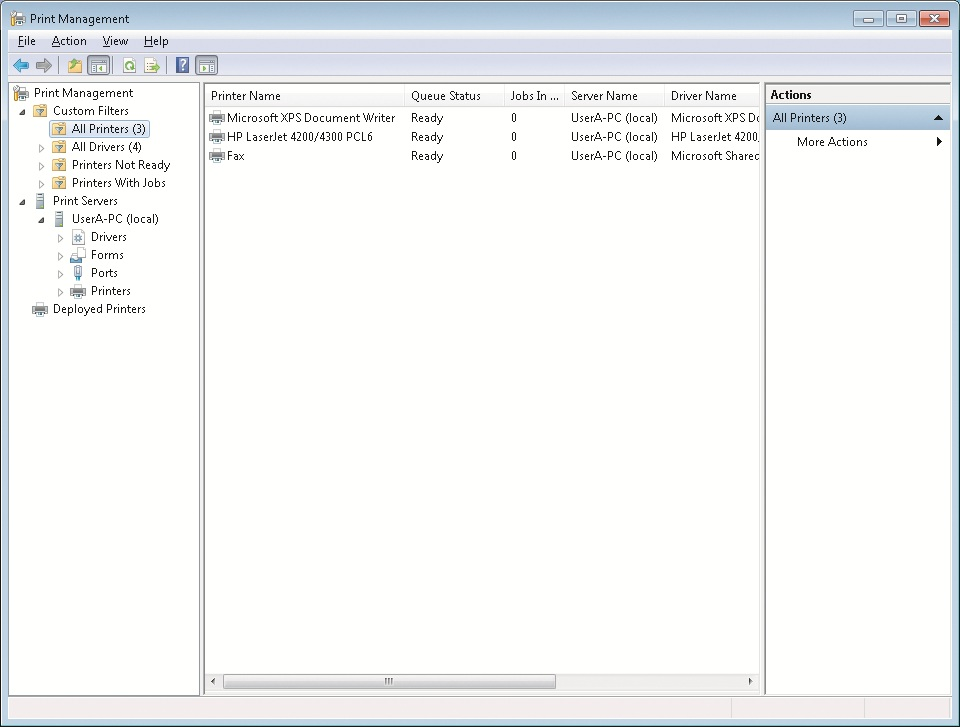 Print Management
File Action View Help
Print Management
Custom Filters
All Printers (3)
All Drivers (4)
Printers Not Ready
Printers With Jobs
Print Servers
UserA-PC (local)
Drivers
Forms
Ports
Printers
Deployed Printers
Printer Name Queue Status Jobs In ... Server Name Driver Name
Microsoft XPS Document Writer Ready 0 UserA-PC (local) Microsoft XPS Do
HP LaserJet 4200/4300 PCL6 Ready 0 UserA-PC (local) HP LaserJet 4200,
Fax Ready 0 UserA-PC (local) Microsoft Shared
Actions
All Printers (3)
More Actions